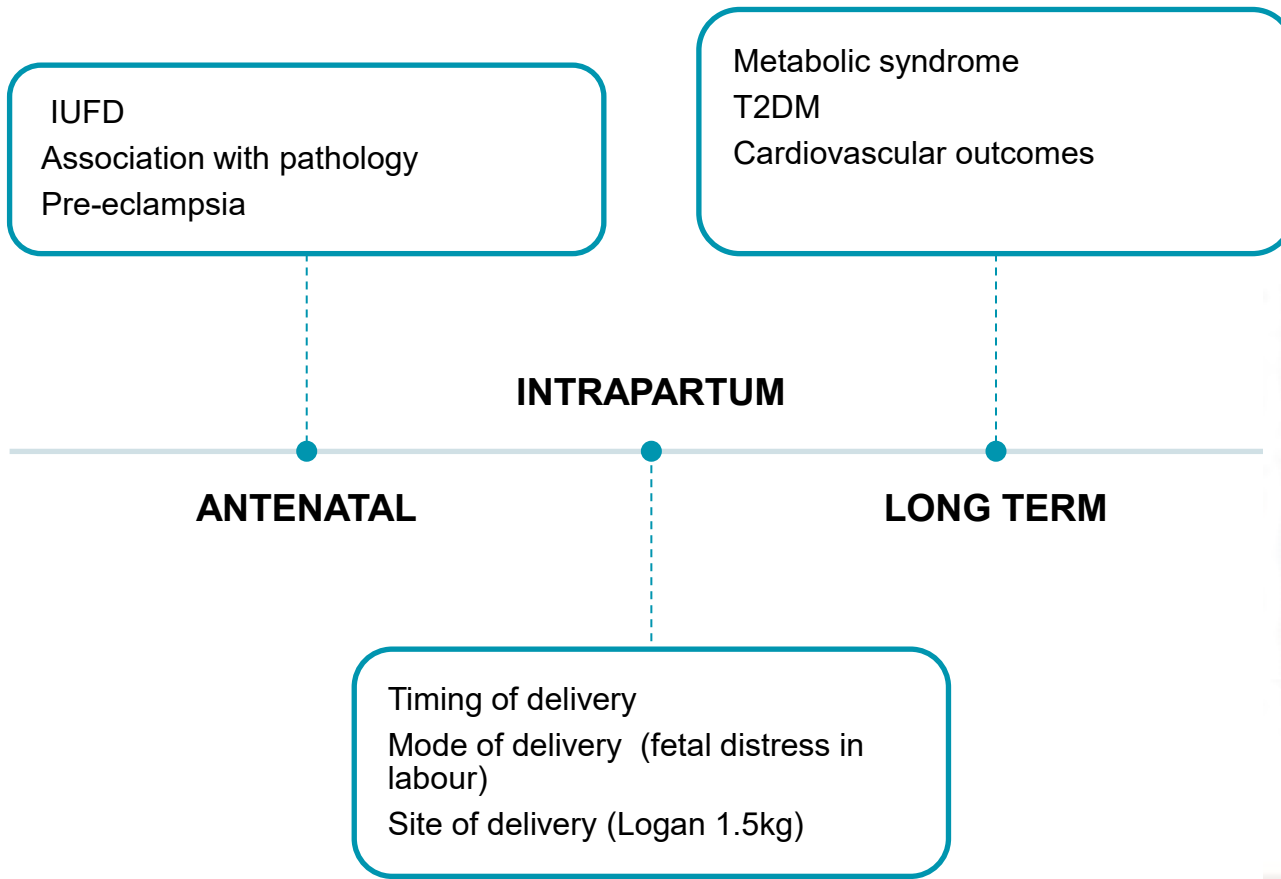 IUFD
Association with pathology
Pre-eclampsia
Metabolic syndrome
T2DM
Cardiovascular outcomes
INTRAPARTUM
ANTENATAL
LONG TERM
Timing of delivery
Mode of delivery  (fetal distress in
labour)
Site of delivery (Logan 1.5kg)